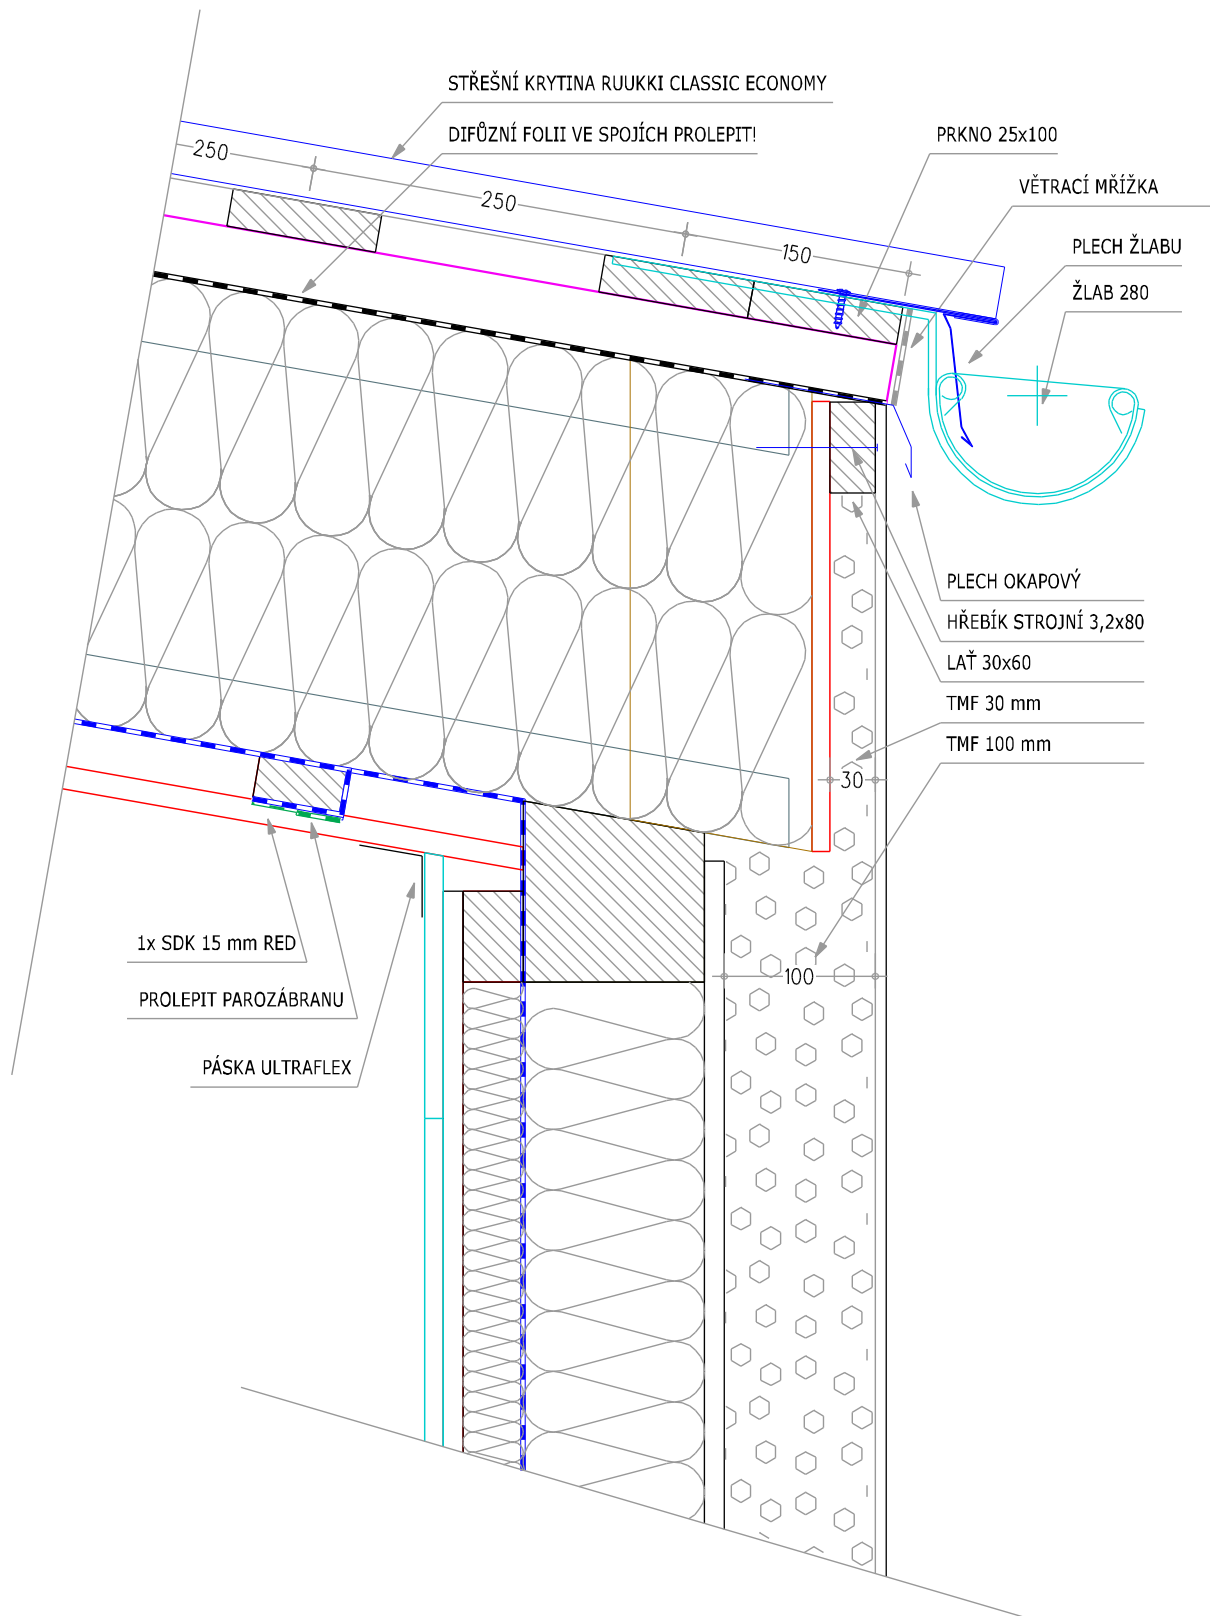 STŘEŠNÍ KRYTINA RUUKKI CLASSIC ECONOMY
DIFŮZNÍ FOLII VE SPOJÍCH PROLEPIT!
PRKNO 25x100
250
VĚTRACÍ MŘÍŽKA
250
150
PLECH ŽLABU
ŽLAB 280
PLECH OKAPOVÝ
HŘEBÍK STROJNÍ 3,2x80
LAŤ 30x60
TMF 30 mm
TMF 100 mm
30
1x SDK 15 mm RED
100
PROLEPIT PAROZÁBRANU
PÁSKA ULTRAFLEX